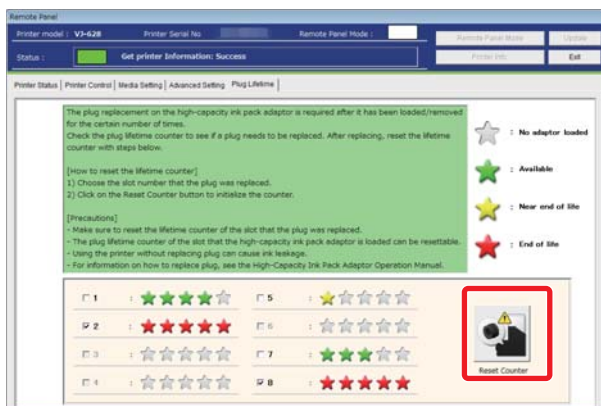 Remote Panel
Printer model : VJ-628 Printer Serial No Remote Panel Mode : Remote Panel Mode Update
Status : Get printer Information: Success Printer Info Exit
Printer Status Printer Control Media Setting Advanced Setting Plug Lifetime
The plug replacement on the high-capacity ink pack adaptor is required after it has been loaded/removed
for the certain number of times.
Check the plug lifetime counter to see if a plug needs to be replaced. After replacing, reset the lifetime
counter with steps below.
[How to reset the lifetime counter]
1) Choose the slot number that the plug was replaced.
2) Click on the Reset Counter button to initialize the counter.
[Precautions]
- Make sure to reset the lifetime counter of the slot that the plug was replaced.
- The plug lifetime counter of the slot that the high-capacity ink pack adaptor is loaded can be resettable.
- Using the printer without replacing plug can cause ink leakage.
- For information on how to replace plug, see the High-Capacity Ink Pack Adaptor Operation Manual.
: No adaptor loaded
: Available
: Near end of life
: End of life
1 :
2 :
3 :
4 :
5 :
6 :
7 :
8 :
Reset Counter